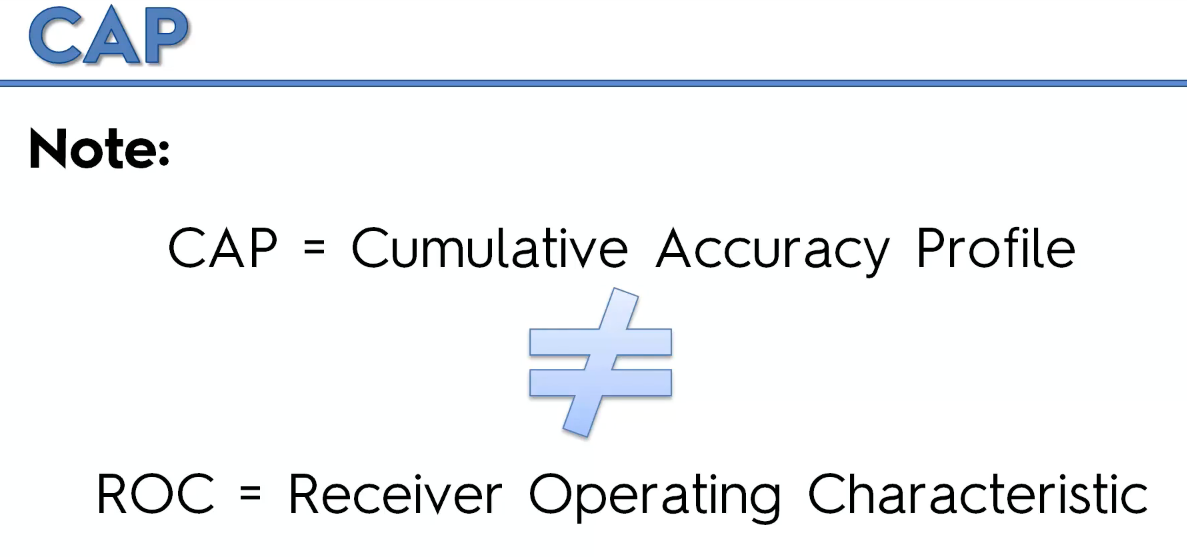 CAP
Note:
CAP = Cumulative Accuracy Profile
≠
ROC = Receiver Operating Characteristic